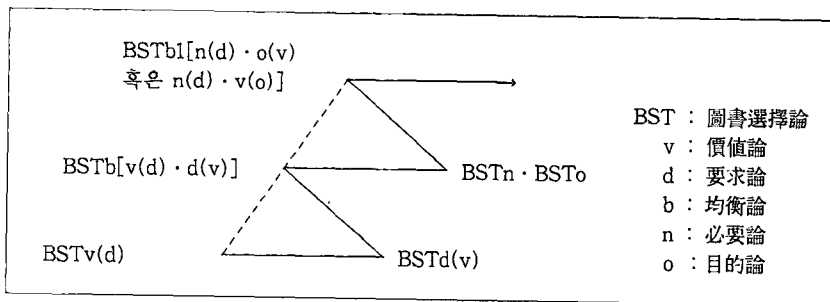 BSTb1[n(d)·o(v)
혹은 n(d)·v(o)]
BSTb[v(d)·d(v)]
BSTn·BSTo
BSTv(d)
BSTd(v)
BST : 圖書選擇論
v : 價値論
d : 要求論
b : 均衡論
n : 必要論
o : 目的論